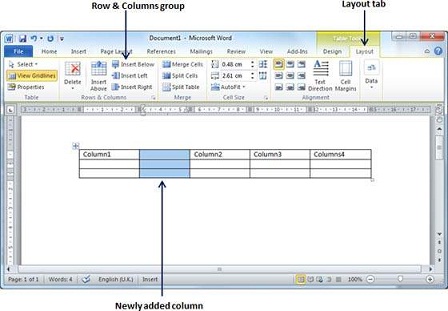 Row & Columns group
Layout tab
Document1 - Microsoft Word
Table Tools
File Home Insert Page Layout References Mailings Review View Add-Ins Design Layout
Select
View Gridlines
Properties
Table
Delete
Insert Above
Insert Below
Insert Left
Insert Right
Rows & Columns
Merge Cells
Split Cells
Split Table
Merge
0.48 cm
2.61 cm
AutoFit
Cell Size
Text Direction
Cell Margins
Alignment
Data
Column1 Column2 Column3 Columns4
Page: 1 of 1 Words: 4 English (U.K.) Insert 100%
Newly added column